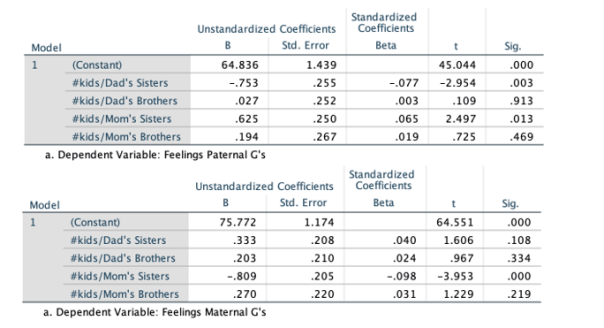 Unstandardized Coefficients Standardized Coefficients
Model B Std. Error Beta t Sig.
1 (Constant) 64.836 1.439 45.044 .000
#kids/Dad's Sisters -.753 .255 -.077 -2.954 .003
#kids/Dad's Brothers .027 .252 .003 .109 .913
#kids/Mom's Sisters .625 .250 .065 2.497 .013
#kids/Mom's Brothers .194 .267 .019 .725 .469
a. Dependent Variable: Feelings Paternal G's
Unstandardized Coefficients Standardized Coefficients
Model B Std. Error Beta t Sig.
1 (Constant) 75.772 1.174 64.551 .000
#kids/Dad's Sisters .333 .208 .040 1.606 .108
#kids/Dad's Brothers .203 .210 .024 .967 .334
#kids/Mom's Sisters -.809 .205 -.098 -3.953 .000
#kids/Mom's Brothers .270 .220 .031 1.229 .219
a. Dependent Variable: Feelings Maternal G's